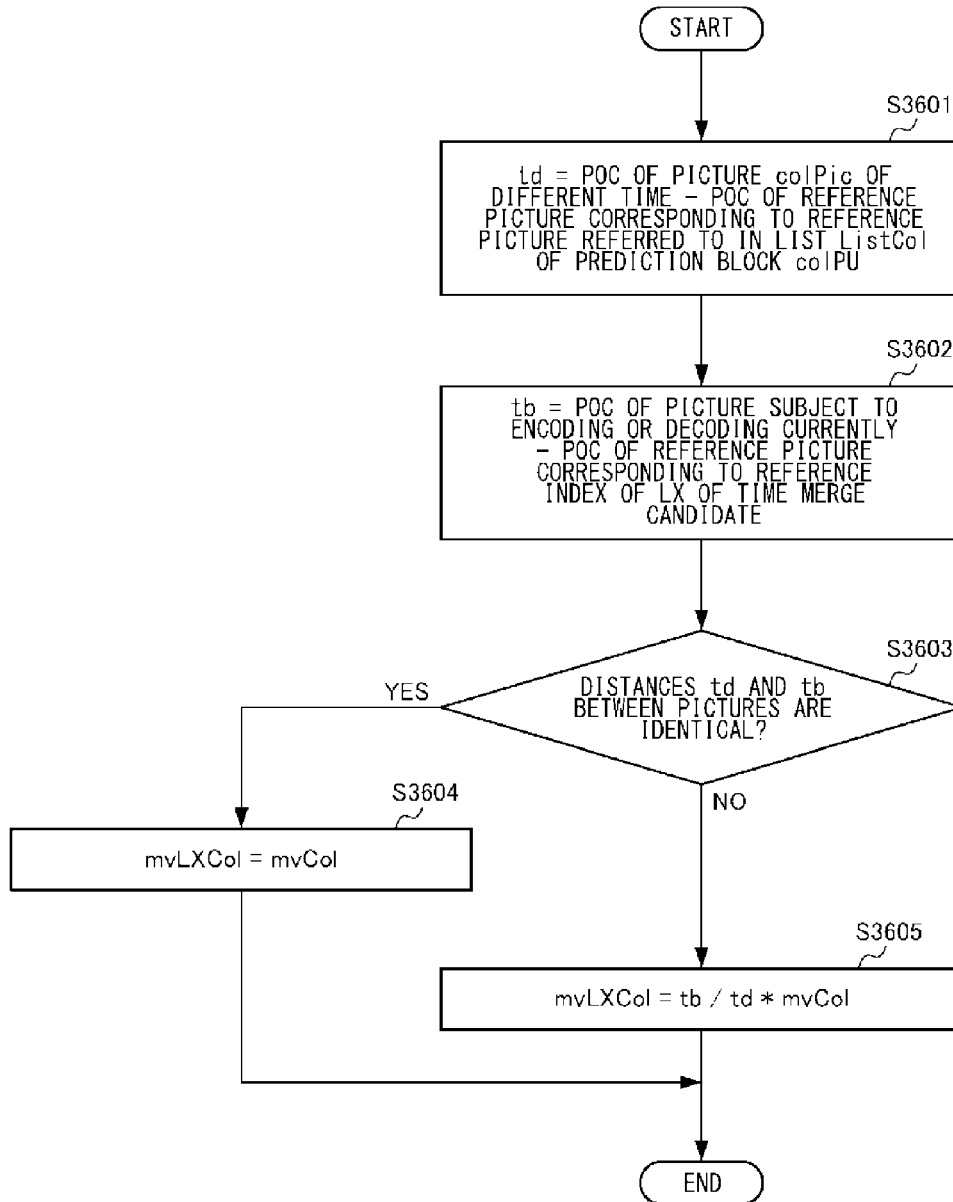 START
S3601
td = POC OF PICTURE colPic OF
DIFFERENT TIME - POC OF REFERENCE
PICTURE CORRESPONDING TO REFERENCE
PICTURE REFERRED TO IN LIST ListCol
OF PREDICTION BLOCK colPU
S3602
tb = POC OF PICTURE SUBJECT TO
ENCODING OR DECODING CURRENTLY
- POC OF REFERENCE PICTURE
CORRESPONDING TO REFERENCE
INDEX OF LX OF TIME MERGE
CANDIDATE
S3603
DISTANCES td AND tb
BETWEEN PICTURES ARE
IDENTICAL?
YES
NO
S3604
mvLXCol = mvCol
S3605
mvLXCol = tb / td * mvCol
END